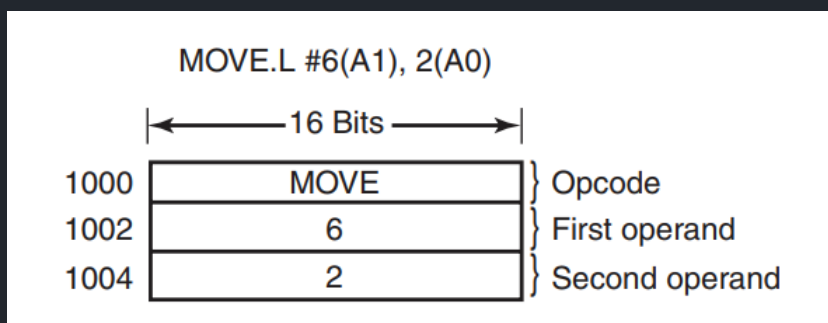 MOVE.L #6(A1), 2(A0)
16 Bits
1000 MOVE } Opcode
1002 6 } First operand
1004 2 } Second operand